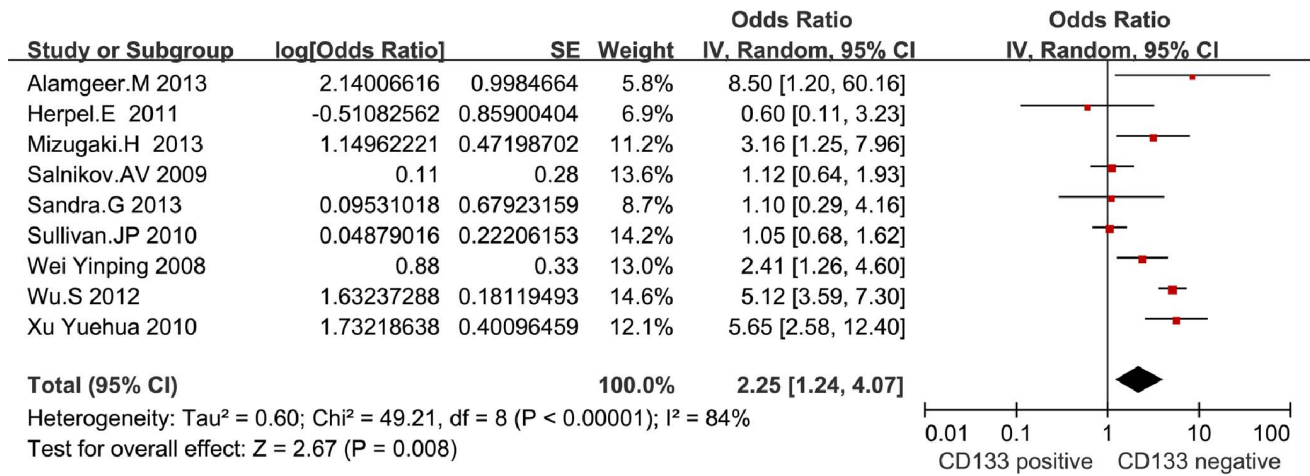 Odds Ratio Odds Ratio
Study or Subgroup log[Odds Ratio] SE Weight IV, Random, 95% CI IV, Random, 95% CI
Alamgeer.M 2013 2.14006616 0.9984664 5.8% 8.50 [1.20, 60.16]
Herpel.E 2011 -0.51082562 0.85900404 6.9% 0.60 [0.11, 3.23]
Mizugaki.H 2013 1.14962221 0.47198702 11.2% 3.16 [1.25, 7.96]
Salnikov.AV 2009 0.11 0.28 13.6% 1.12 [0.64, 1.93]
Sandra.G 2013 0.09531018 0.67923159 8.7% 1.10 [0.29, 4.16]
Sullivan.JP 2010 0.04879016 0.22206153 14.2% 1.05 [0.68, 1.62]
Wei Yinping 2008 0.88 0.33 13.0% 2.41 [1.26, 4.60]
Wu.S 2012 1.63237288 0.18119493 14.6% 5.12 [3.59, 7.30]
Xu Yuehua 2010 1.73218638 0.40096459 12.1% 5.65 [2.58, 12.40]
Total (95% CI) 100.0% 2.25 [1.24, 4.07]
Heterogeneity: Tau² = 0.60; Chi² = 49.21, df = 8 (P < 0.00001); I² = 84%
Test for overall effect: Z = 2.67 (P = 0.008)
0.01 0.1 1 10 100
CD133 positive CD133 negative